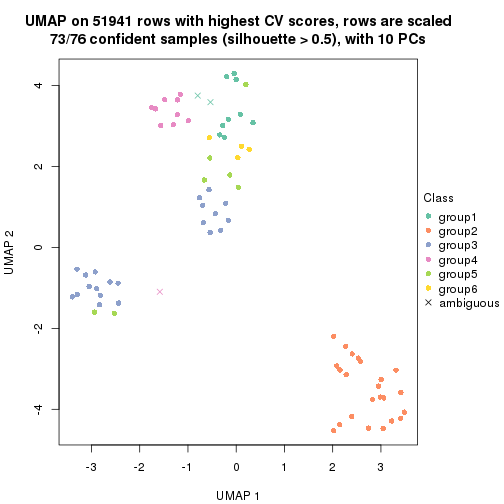 UMAP on 51941 rows with highest CV scores, rows are scaled
73/76 confident samples (silhouette > 0.5), with 10 PCs
4
2
0
-2
-4
UMAP 2
-3
-2
-1
0
1
2
3
UMAP 1
Class
group1
group2
group3
group4
group5
group6
ambiguous